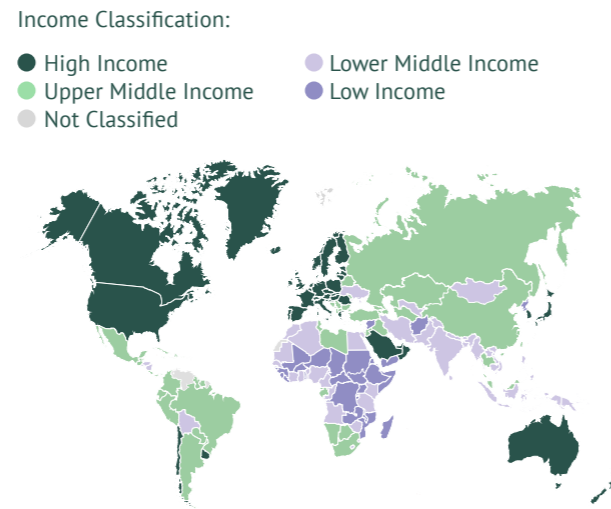 Income Classification:
High Income
Lower Middle Income
Upper Middle Income
Low Income
Not Classified